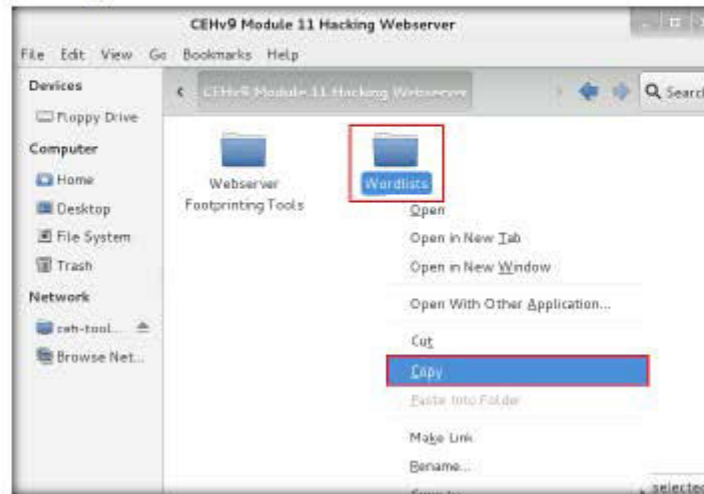 CEHv9 Module 11 Hacking Webserver
File Edit View Go Bookmarks Help
Devices
CEHv9 Module 11 Hacking Webserver
Search
Floppy Drive
Computer
Home
Desktop
File System
Trash
Network
ceh-tool...
Browse Net...
Webserver
Footprinting Tools
Wordlists
Open
Open in New Tab
Open in New Window
Open With Other Application...
Cut
Copy
Paste Into Folder
Make Link
Rename...
selected